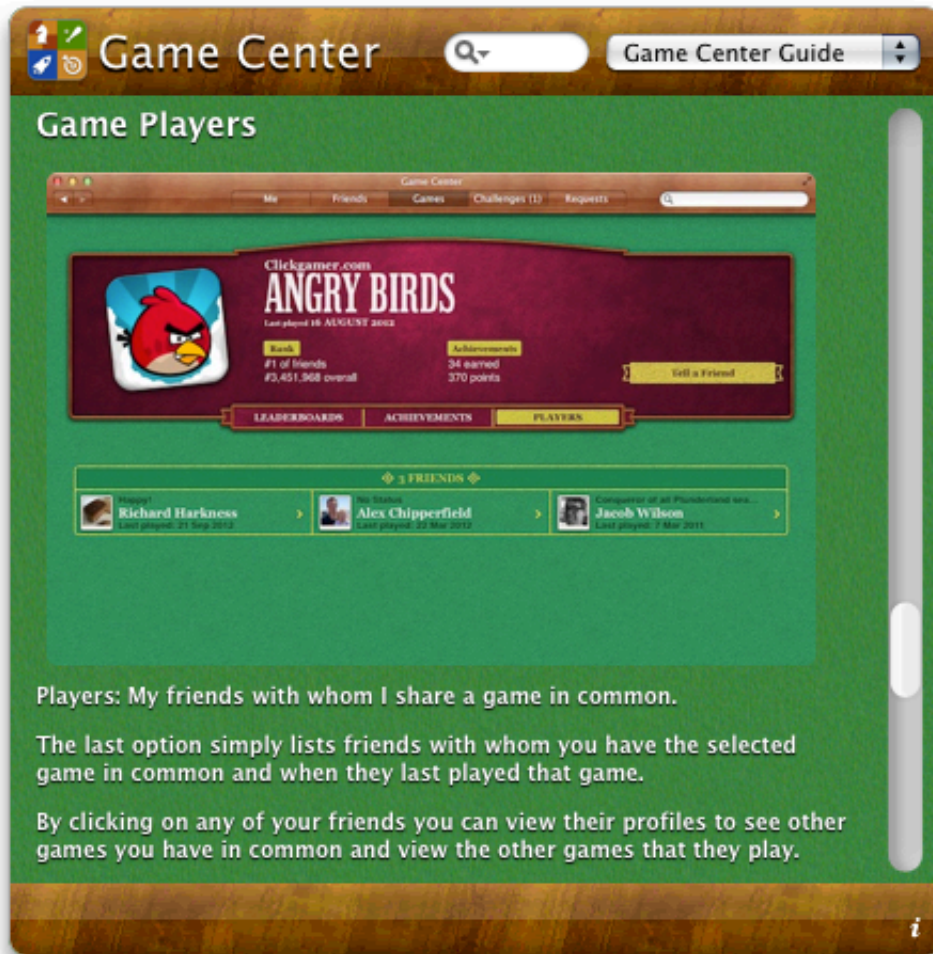 Game Center
Game Center Guide
Game Players
Game Center
Me Friends Games Challenges (1) Requests
Clickgamer.com
ANGRY BIRDS
Last played 16 AUGUST 2012
Rank Achievements
#1 of friends 34 earned
#3,451,968 overall 370 points
Tell a Friend
LEADERBOARDS ACHIEVEMENTS PLAYERS
3 FRIENDS
Happy! No Status Conqueror of all Plunderland sea...
Richard Harkness Alex Chipperfield Jacob Wilson
Last played: 21 Sep 2012 Last played: 22 Mar 2012 Last played: 7 Mar 2011
Players: My friends with whom I share a game in common.
The last option simply lists friends with whom you have the selected
game in common and when they last played that game.
By clicking on any of your friends you can view their profiles to see other
games you have in common and view the other games that they play.
i